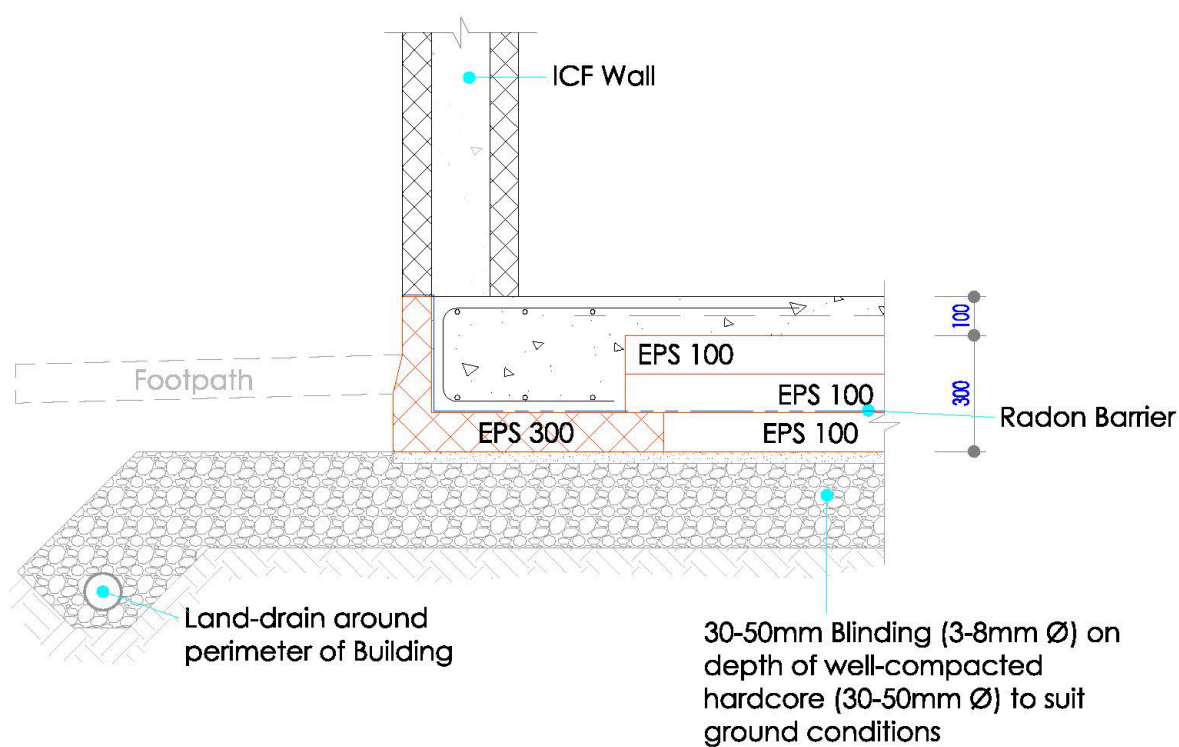 ICF Wall
100
EPS 100
Footpath
EPS 100
300
Radon Barrier
EPS 300
EPS 100
Land-drain around
perimeter of Building
30-50mm Blinding (3-8mm Ø) on
depth of well-compacted
hardcore (30-50mm Ø) to suit
ground conditions